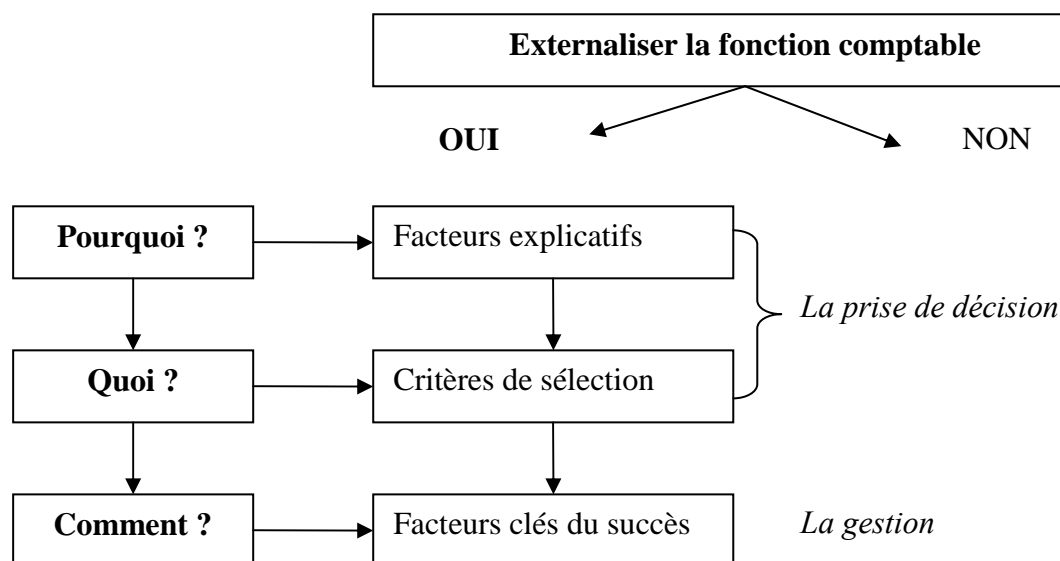 Externaliser la fonction comptable
OUI
NON
Pourquoi ?
Facteurs explicatifs
La prise de décision
Quoi ?
Critères de sélection
Comment ?
Facteurs clés du succès
La gestion